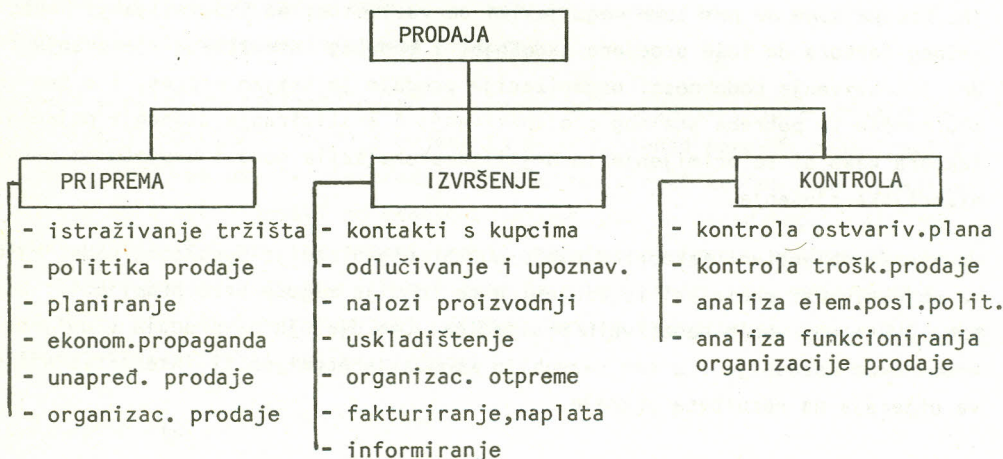 PRODAJA
PRIPREMA
- istraživanje tržišta
- politika prodaje
- planiranje
- ekonom.propaganda
- unapređ. prodaje
- organizac. prodaje
IZVRŠENJE
- kontakti s kupcima
- odlučivanje i upoznav.
- nalozi proizvodnji
- uskladištenje
- organizac. otpreme
- fakturiranje,naplata
- informiranje
KONTROLA
- kontrola ostvariv.plana
- kontrola trošk.prodaje
- analiza elem.posl.polit.
- analiza funkcioniranja
organizacije prodaje